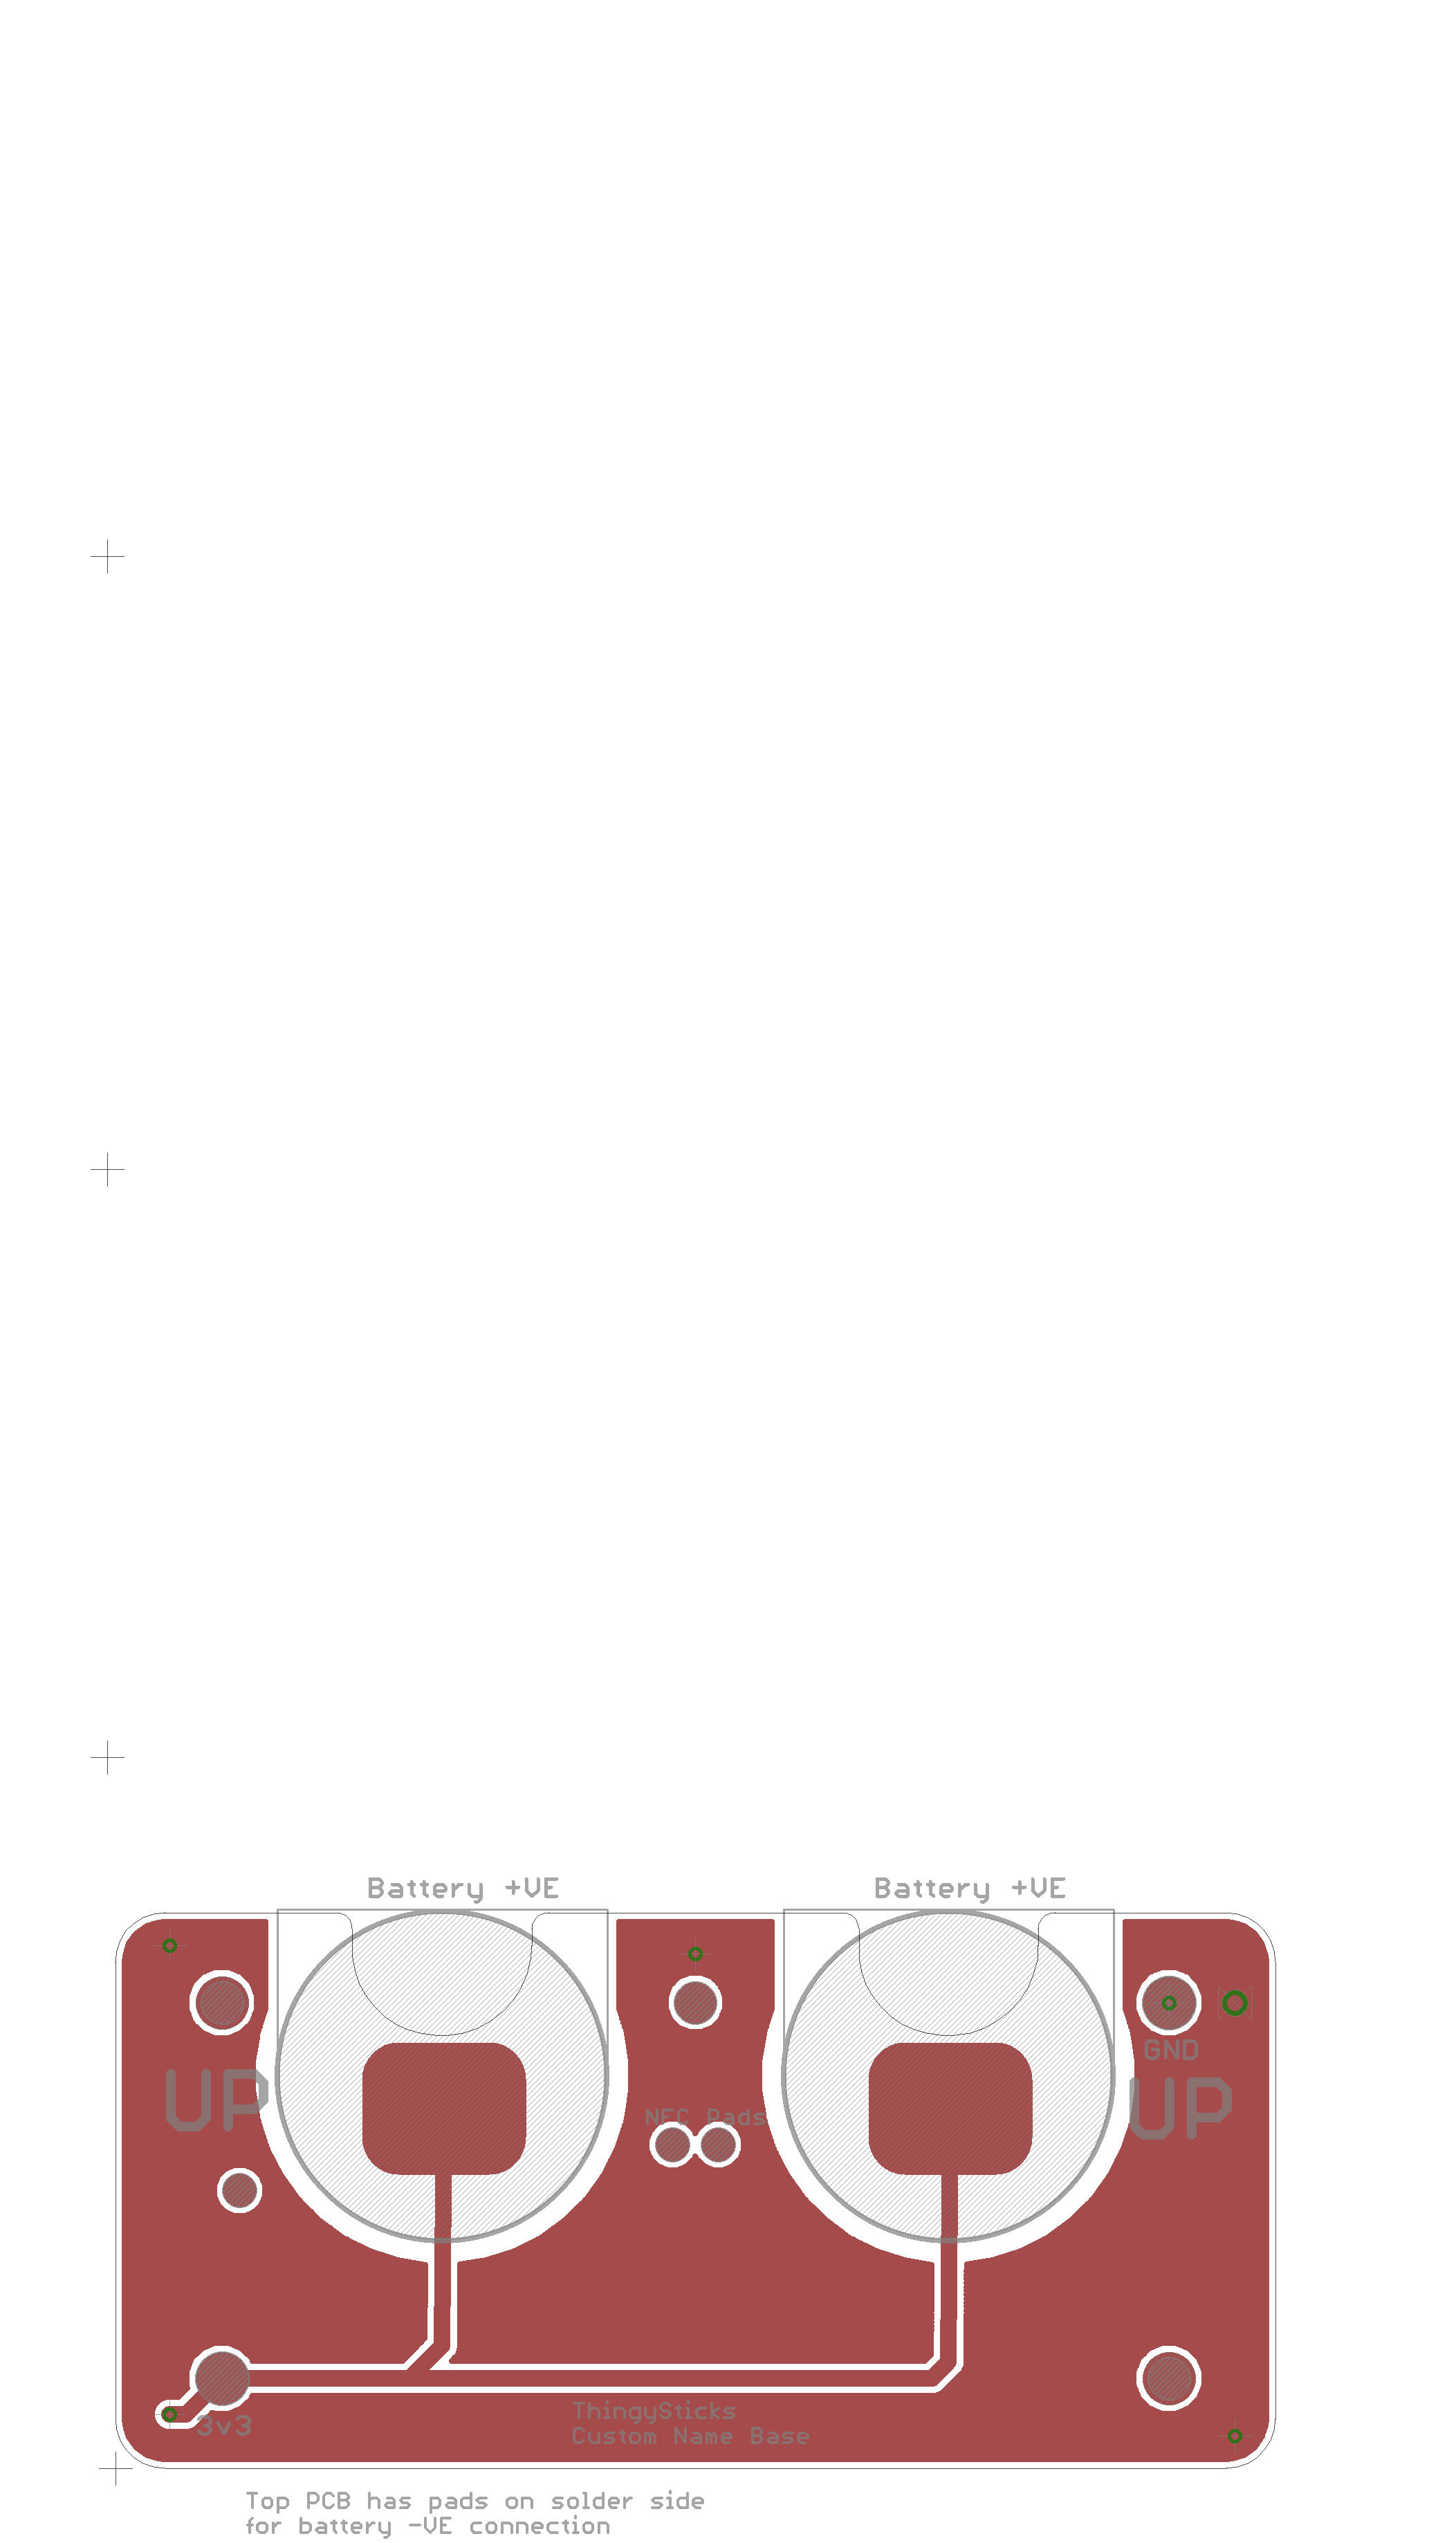 Battery +VE
Battery +VE
GND
UP
UP
NFC Pads
3v3
ThingySticks
Custom Name Base
Top PCB has pads on solder side
for battery -VE connection